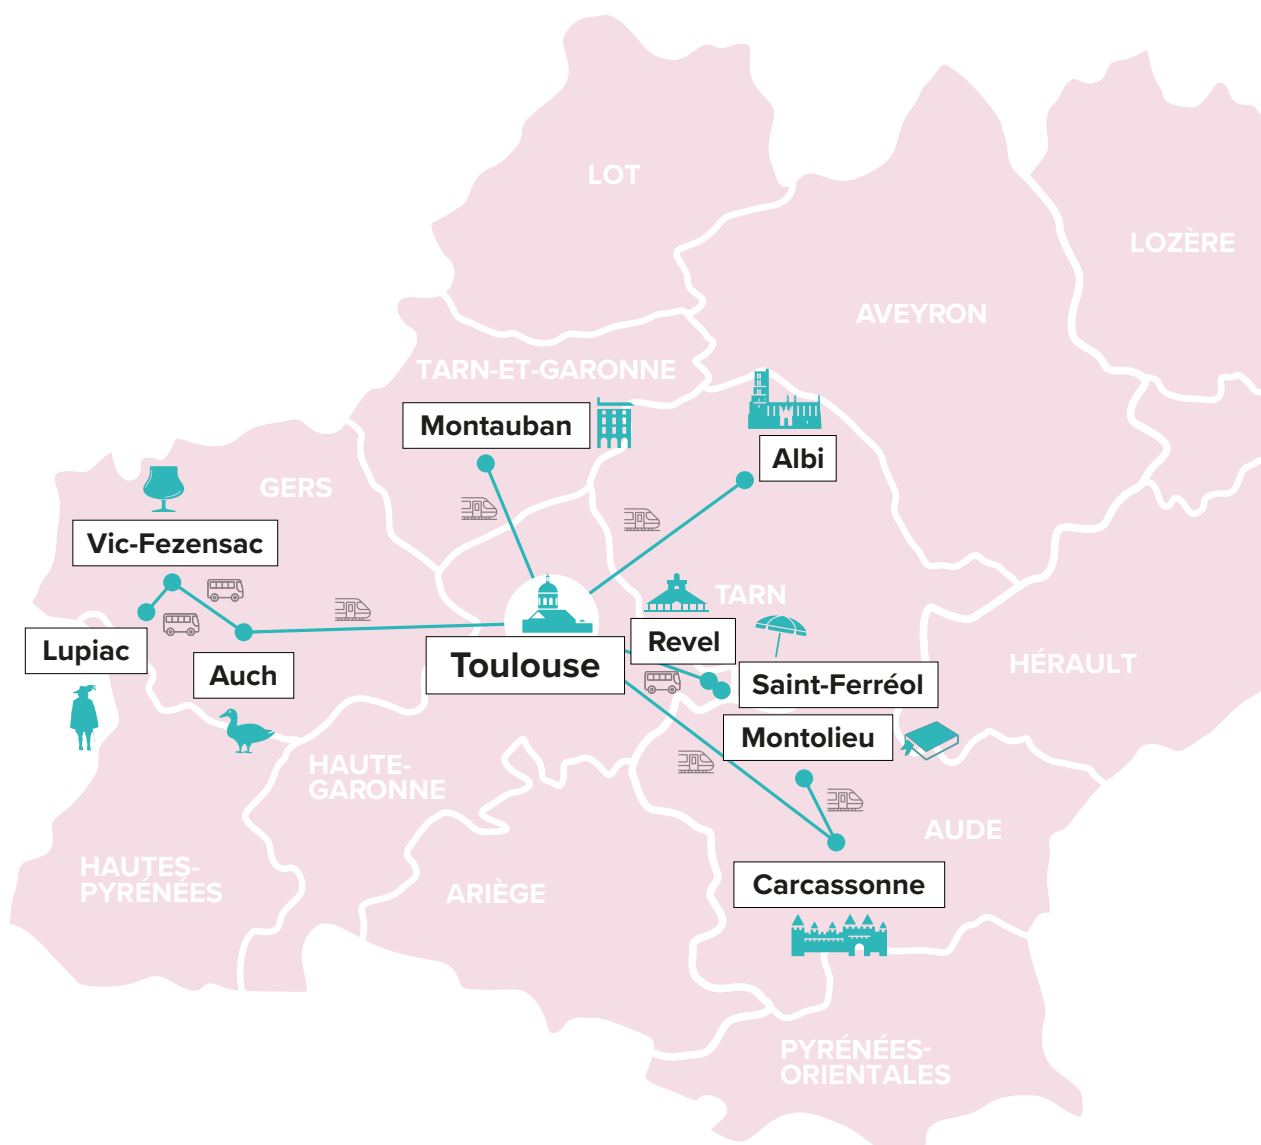 LOT
LOZÈRE
AVEYRON
TARN-ET-GARONNE
Montauban
Albi
GERS
Vic-Fezensac
TARN
Revel
Lupiac
Auch
Toulouse
Saint-Ferréol
HÉRAULT
Montolieu
HAUTE-
GARONNE
AUDE
HAUTES-
PYRÉNÉES
ARIÈGE
Carcassonne
PYRÉNÉES-
ORIENTALES